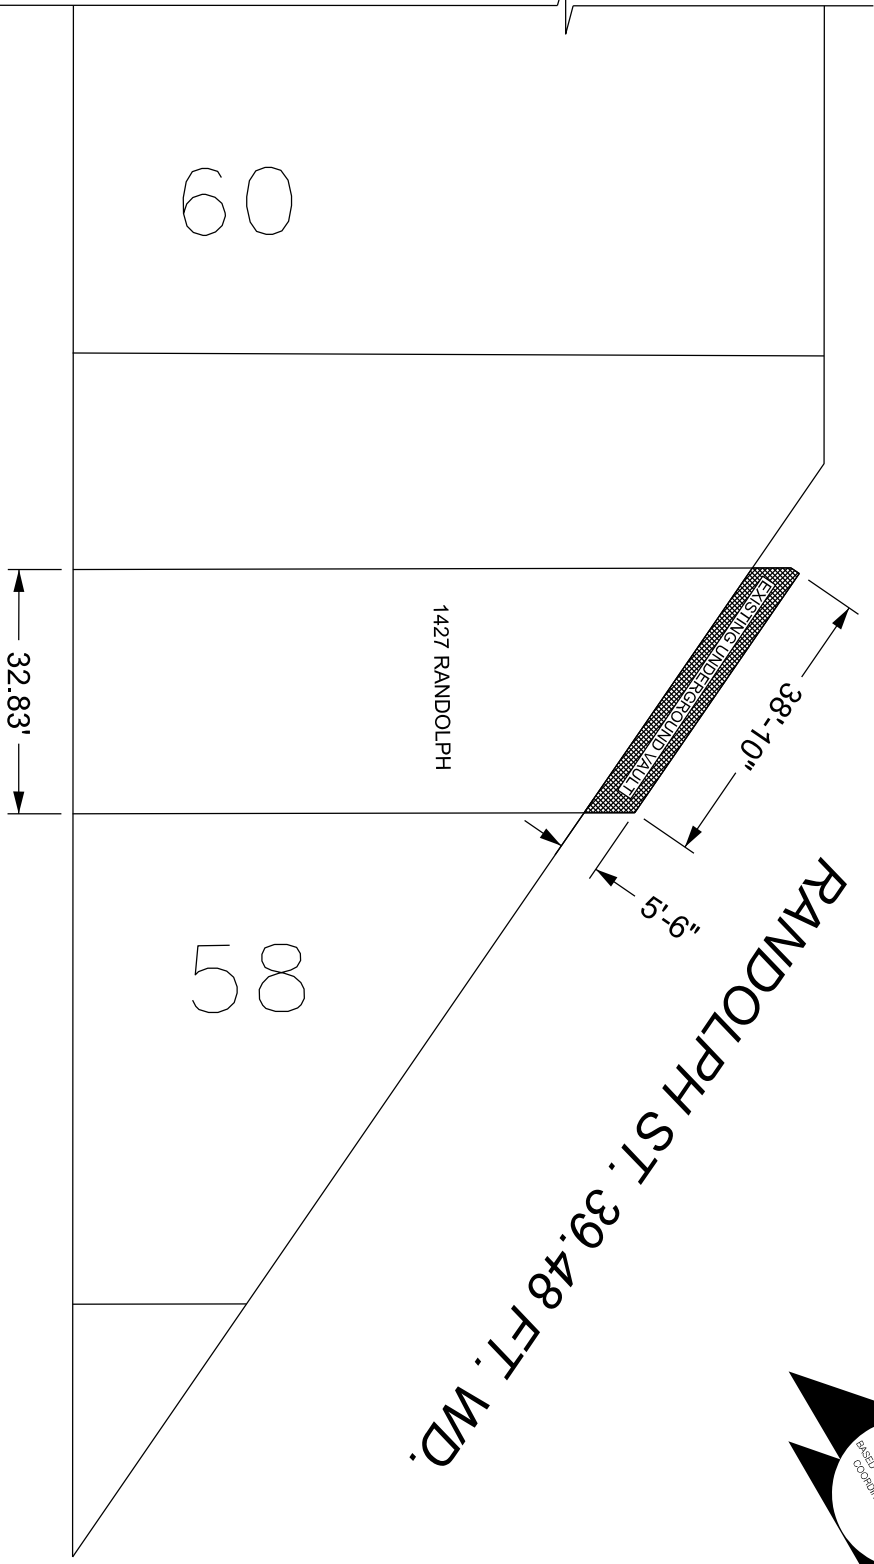 60
1427 RANDOLPH
EXISTING UNDERGROUND VAULT
38'-10"
32.83'
5'-6"
58
RANDOLPH ST. 39.48 FT. WD.
BASED